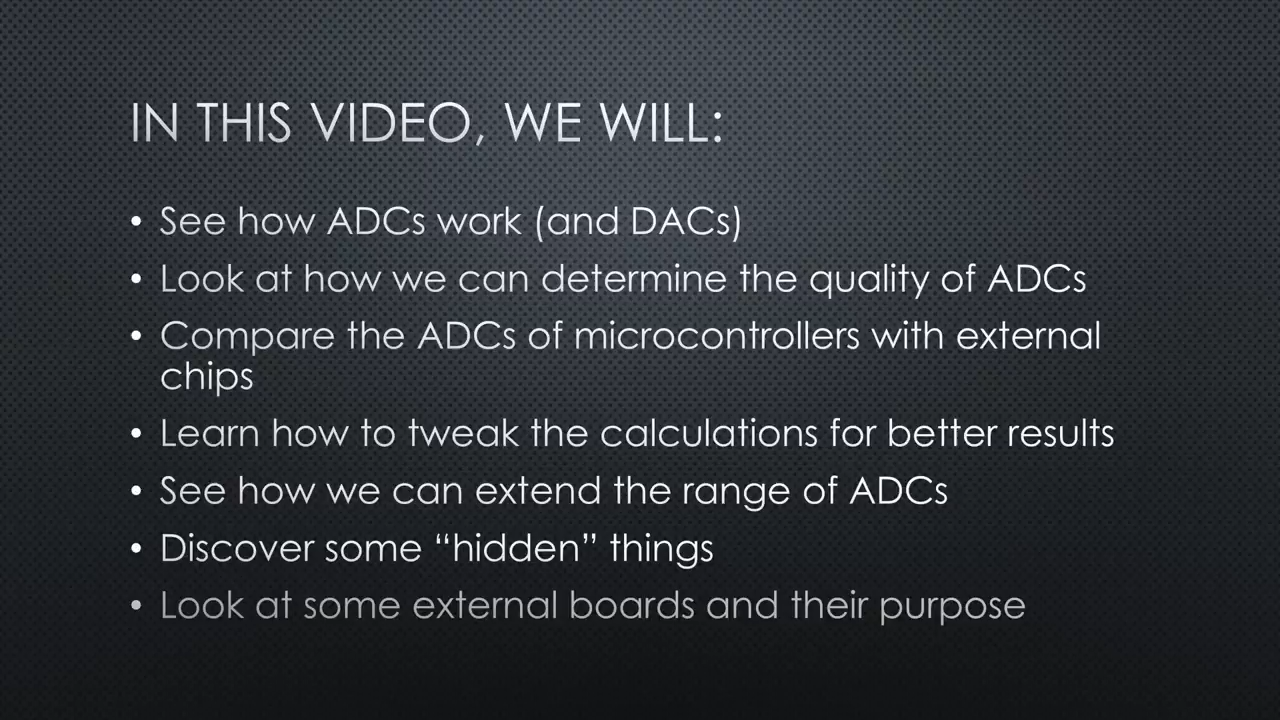 IN THIS VIDEO, WE WILL:
• See how ADCs work (and DACs)
• Look at how we can determine the quality of ADCs
• Compare the ADCs of microcontrollers with external
chips
• Learn how to tweak the calculations for better results
• See how we can extend the range of ADCs
• Discover some “hidden” things
• Look at some external boards and their purpose